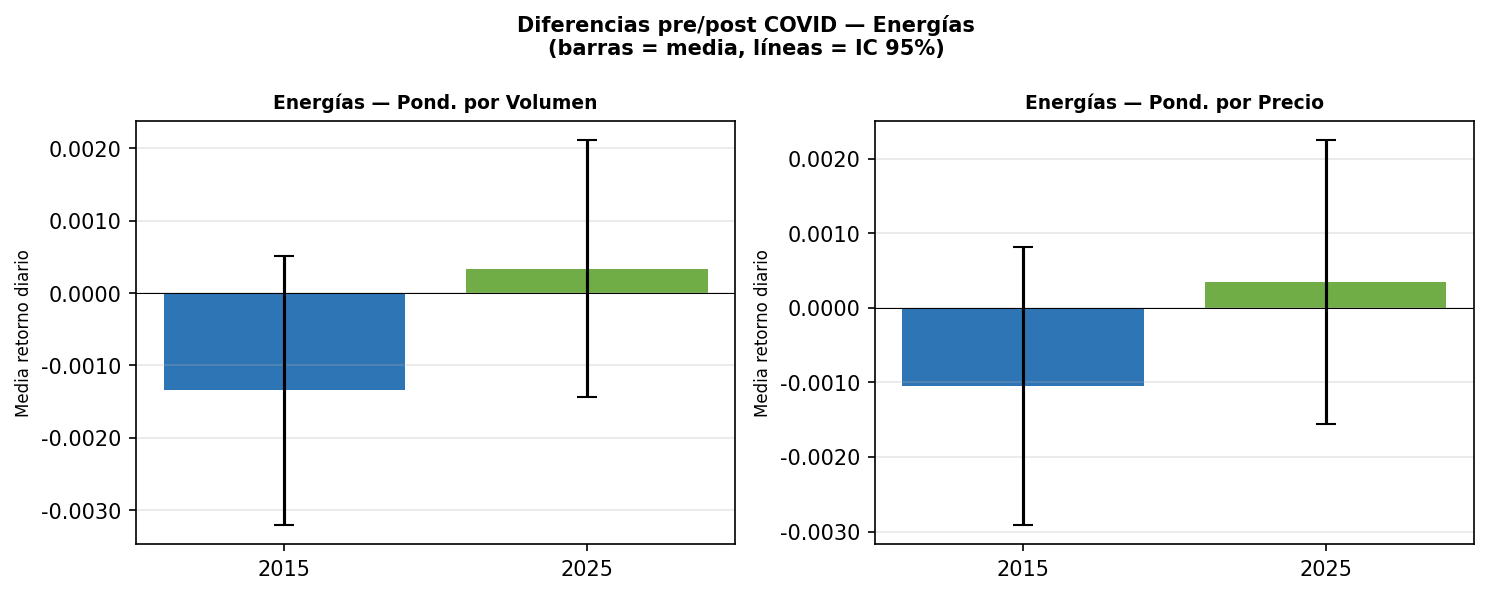 Diferencias pre/post COVID — Energías
(barras = media, líneas = IC 95%)
Energías — Pond. por Volumen
Media retorno diario
0.0020
0.0010
0.0000
-0.0010
-0.0020
-0.0030
2015
2025
Energías — Pond. por Precio
Media retorno diario
0.0020
0.0010
0.0000
-0.0010
-0.0020
-0.0030
2015
2025